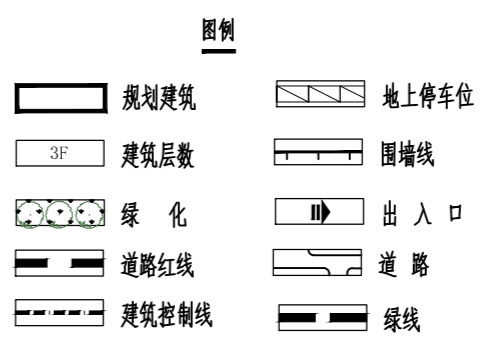 图例
规划建筑 地上停车位
3F 建筑层数 围墙线
绿 化 出 入 口
道路红线 道 路
建筑控制线 绿线